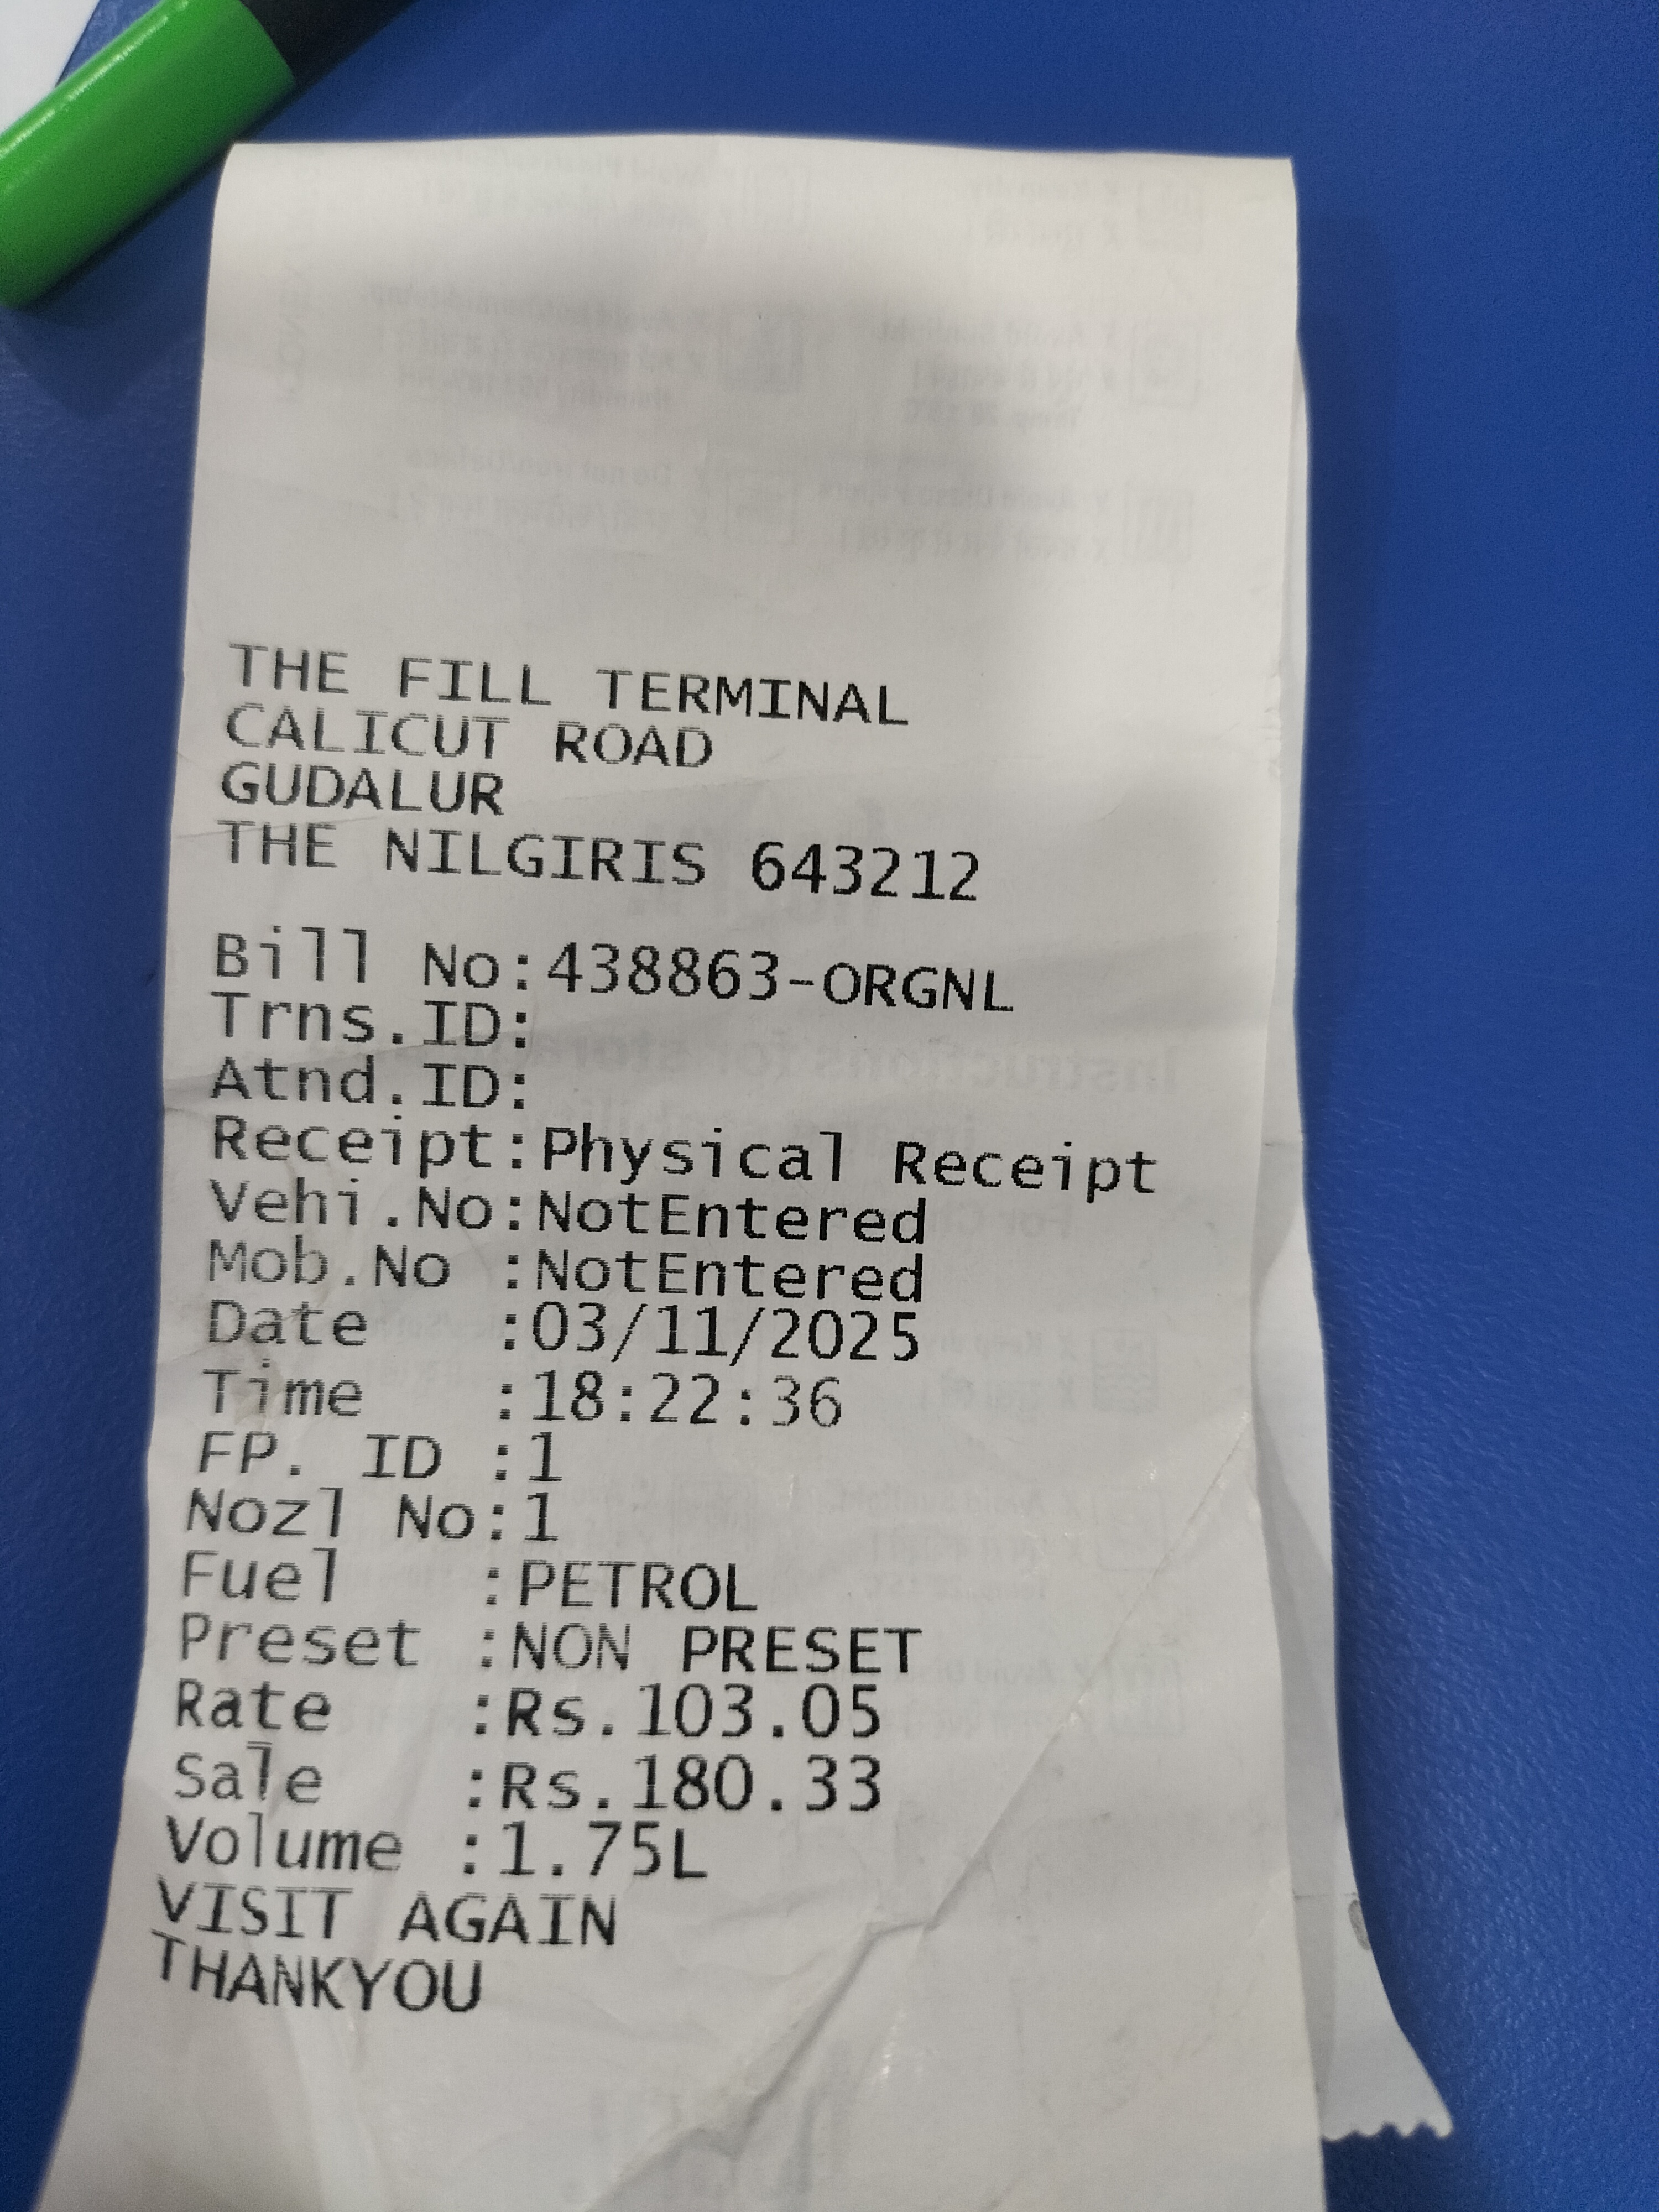 THE FILL TERMINAL
CALICUT ROAD
GUDALUR
THE NILGIRIS 643212
Bill No:438863-ORGNL
Trns.ID:
Atnd.ID:
Receipt:Physical Receipt
Vehi.No:NotEntered
Mob.No :NotEntered
Date :03/11/2025
Time :18:22:36
FP. ID :1
Nozl No:1
Fuel :PETROL
Preset :NON PRESET
Rate :Rs.103.05
Sale :Rs.180.33
Volume :1.75L
VISIT AGAIN
THANKYOU